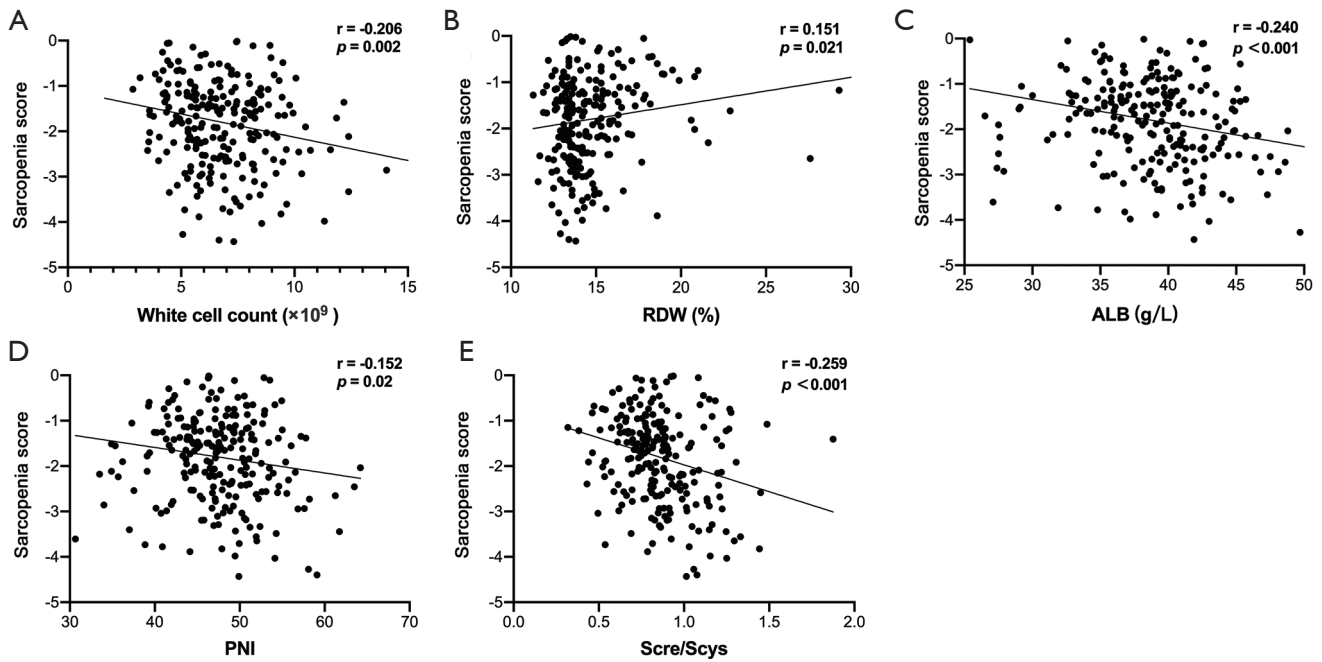 A
r = -0.206
p = 0.002
0
-1
-2
-3
-4
-5
Sarcopenia score
0 5 10 15
White cell count (×10⁹ )
B
r = 0.151
p = 0.021
0
-1
-2
-3
-4
-5
Sarcopenia score
10 15 20 25 30
RDW (%)
C
r = -0.240
p <0.001
0
-1
-2
-3
-4
-5
Sarcopenia score
25 30 35 40 45 50
ALB (g/L)
D
r = -0.152
p = 0.02
0
-1
-2
-3
-4
-5
Sarcopenia score
30 40 50 60 70
PNI
E
r = -0.259
p <0.001
0
-1
-2
-3
-4
-5
Sarcopenia score
0.0 0.5 1.0 1.5 2.0
Scre/Scys